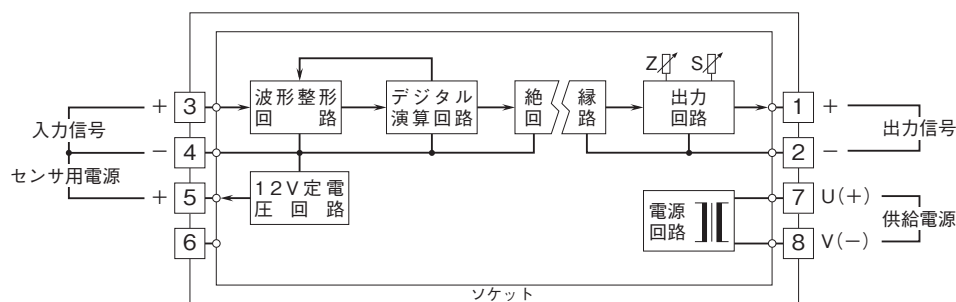 入力信号
センサ用電源
+ 3
− 4
+ 5
6
波形整形
回路
デジタル
演算回路
絶縁
回路
Z
S
出力
回路
12V定電
圧回路
電源
回路
1 +
2 −
7 U(+)
8 V(−)
出力信号
供給電源
ソケット